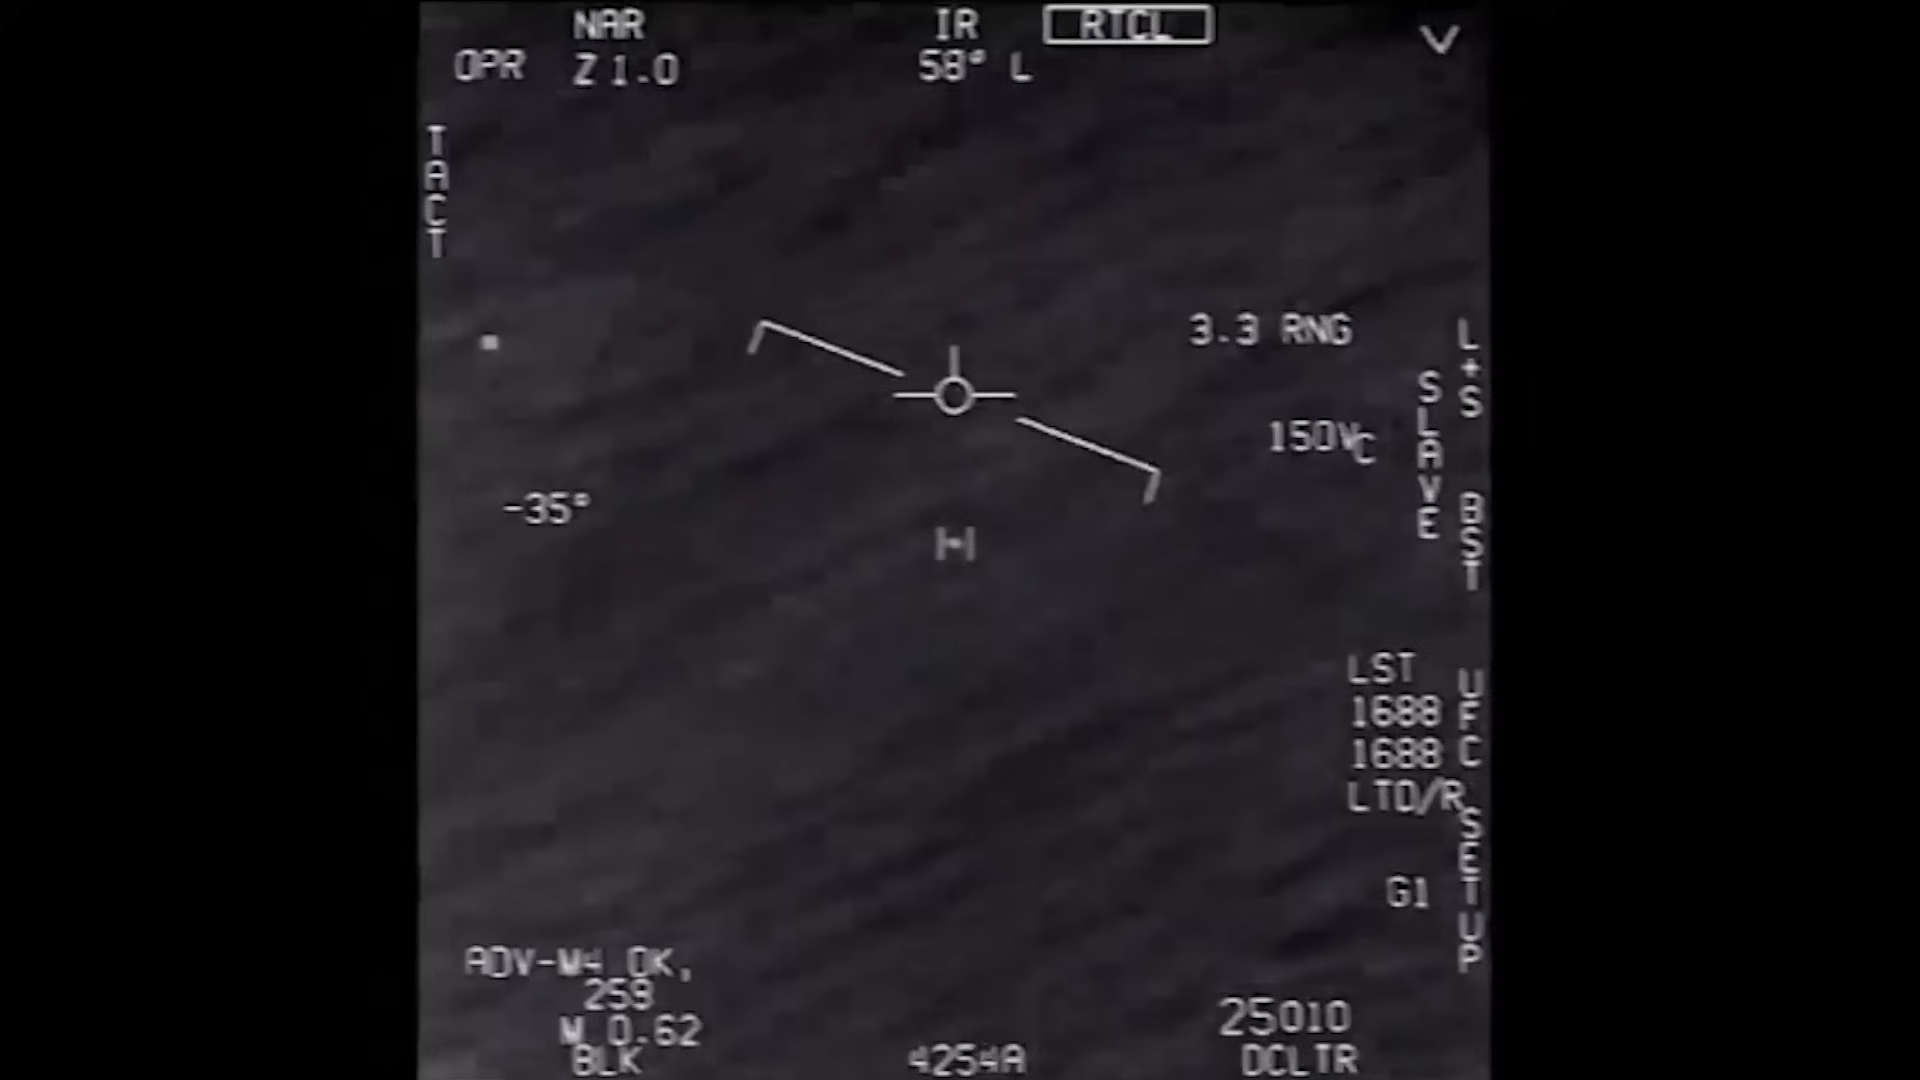 NAR IR RTCL
OPR Z 1.0 58° L
TACT
3.3 RNG
L+S
SLAVE
150VC
-35°
BST
LST
1688
1688
UFC
LTD/R
SETUP
G1
ADV-M4 OK,
259
M 0.62
25010
BLK 4254A DCLTR